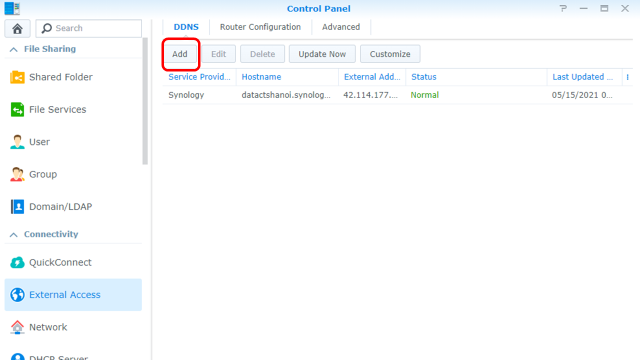 Control Panel
Search
File Sharing
Shared Folder
File Services
User
Group
Domain/LDAP
Connectivity
QuickConnect
External Access
Network
DHCP Server
DDNS Router Configuration Advanced
Add Edit Delete Update Now Customize
Service Provid... Hostname External Add... Status Last Updated ...
Synology datactshanoi.synolog... 42.114.177.... Normal 05/15/2021 0...